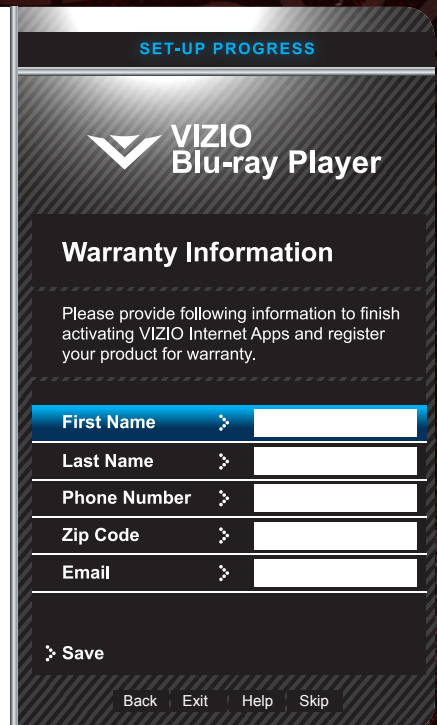 SET-UP PROGRESS
VIZIO
Blu-ray Player
Warranty Information
Please provide following information to finish
activating VIZIO Internet Apps and register
your product for warranty.
First Name
Last Name
Phone Number
Zip Code
Email
Save
Back Exit Help Skip